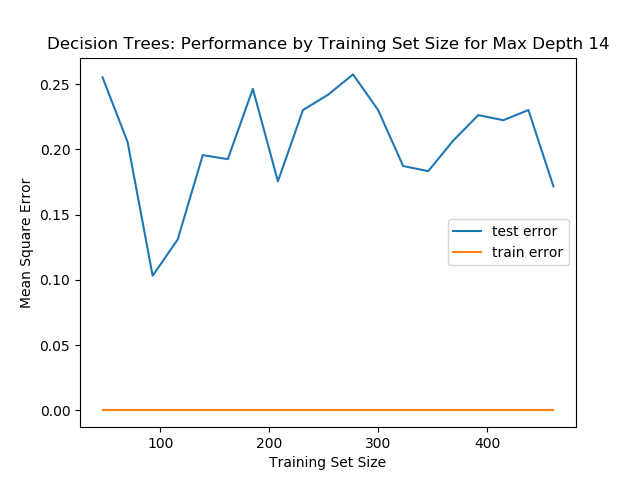 Decision Trees: Performance by Training Set Size for Max Depth 14
Mean Square Error
0.25
0.20
0.15
0.10
0.05
0.00
test error
train error
100 200 300 400
Training Set Size